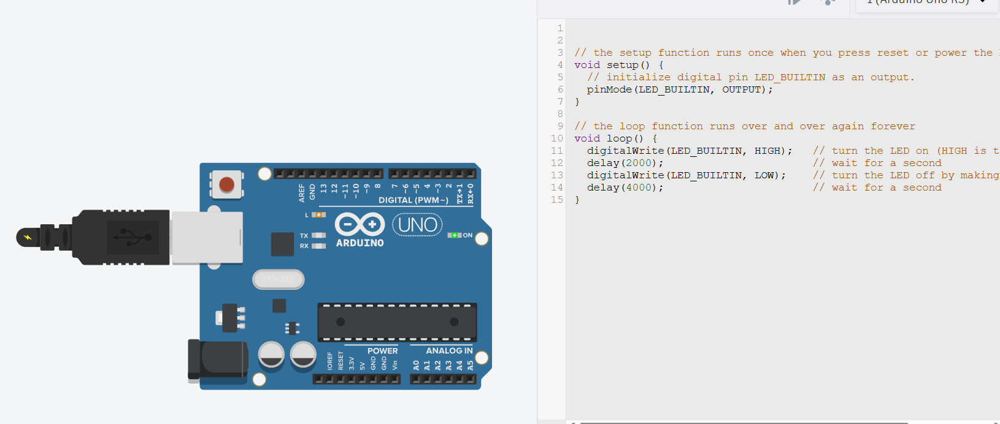 1 (Arduino Uno R3)
1
2
3 // the setup function runs once when you press reset or power the
4 void setup() {
5   // initialize digital pin LED_BUILTIN as an output.
6   pinMode(LED_BUILTIN, OUTPUT);
7 }
8
9 // the loop function runs over and over again forever
10 void loop() {
11   digitalWrite(LED_BUILTIN, HIGH);   // turn the LED on (HIGH is t
12   delay(2000);                       // wait for a second
13   digitalWrite(LED_BUILTIN, LOW);    // turn the LED off by making
14   delay(4000);                       // wait for a second
15 }
AREF
GND
13
12
~11
~10
~9
8
7
~6
~5
4
~3
2
TX→1
RX←0
DIGITAL (PWM~)
L
TX
RX
ARDUINO
UNO
ON
SPK16.000G
POWER
ANALOG IN
IOREF
RESET
3.3V
5V
GND
GND
Vin
A0
A1
A2
A3
A4
A5